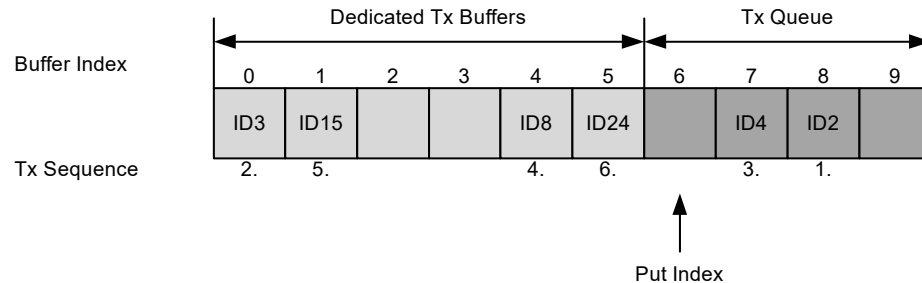 Dedicated Tx Buffers Tx Queue
Buffer Index 0 1 2 3 4 5 6 7 8 9
ID3 ID15 ID8 ID24 ID4 ID2
Tx Sequence 2. 5. 4. 6. 3. 1.
Put Index